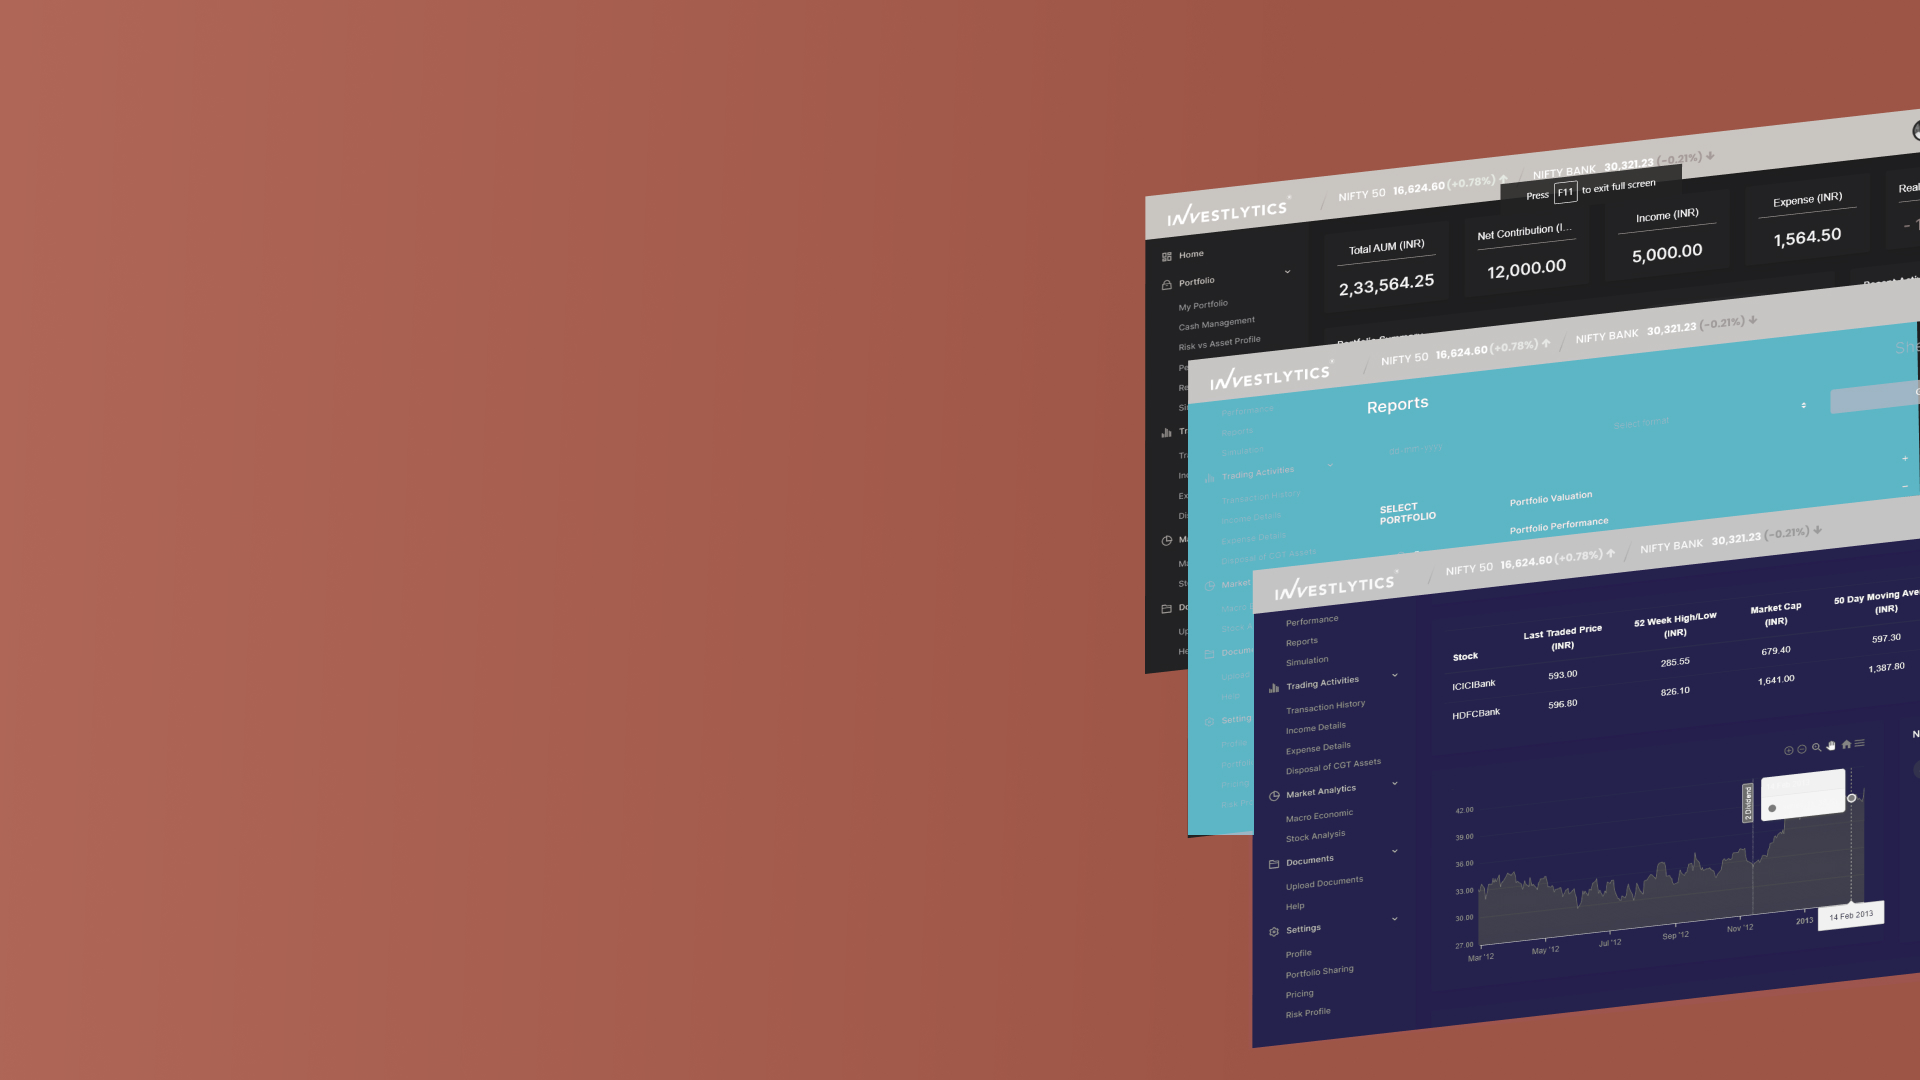 INVESTLYTICS
NIFTY 50 16,624.60 (+0.78%)
NIFTY BANK 30,321.23 (-0.21%)
Press F11 to exit full screen
Home
Portfolio
My Portfolio
Cash Management
Risk vs Asset Profile
Total AUM (INR)
2,33,564.25
Net Contribution (I...
12,000.00
Income (INR)
5,000.00
Expense (INR)
1,564.50
INVESTLYTICS
NIFTY 50 16,624.60 (+0.78%)
NIFTY BANK 30,321.23 (-0.21%)
Performance
Reports
Simulation
Trading Activities
Transaction History
Income Details
Expense Details
Disposal of CGT Assets
Market
Reports
Select format
SELECT
PORTFOLIO
Portfolio Valuation
Portfolio Performance
INVESTLYTICS
NIFTY 50 16,624.60 (+0.78%)
NIFTY BANK 30,321.23 (-0.21%)
Performance
Reports
Simulation
Trading Activities
Transaction History
Income Details
Expense Details
Disposal of CGT Assets
Market Analytics
Macro Economic
Stock Analysis
Documents
Upload Documents
Help
Settings
Profile
Portfolio Sharing
Pricing
Risk Profile
Stock
Last Traded Price
(INR)
52 Week High/Low
(INR)
Market Cap
(INR)
50 Day Moving Ave
(INR)
ICICIBank 593.00 285.55 679.40 597.30
HDFCBank 596.80 826.10 1,641.00 1,387.80
42.00
39.00
36.00
33.00
30.00
27.00
2 Dividend
Mar '12 May '12 Jul '12 Sep '12 Nov '12 2013
14 Feb 2013